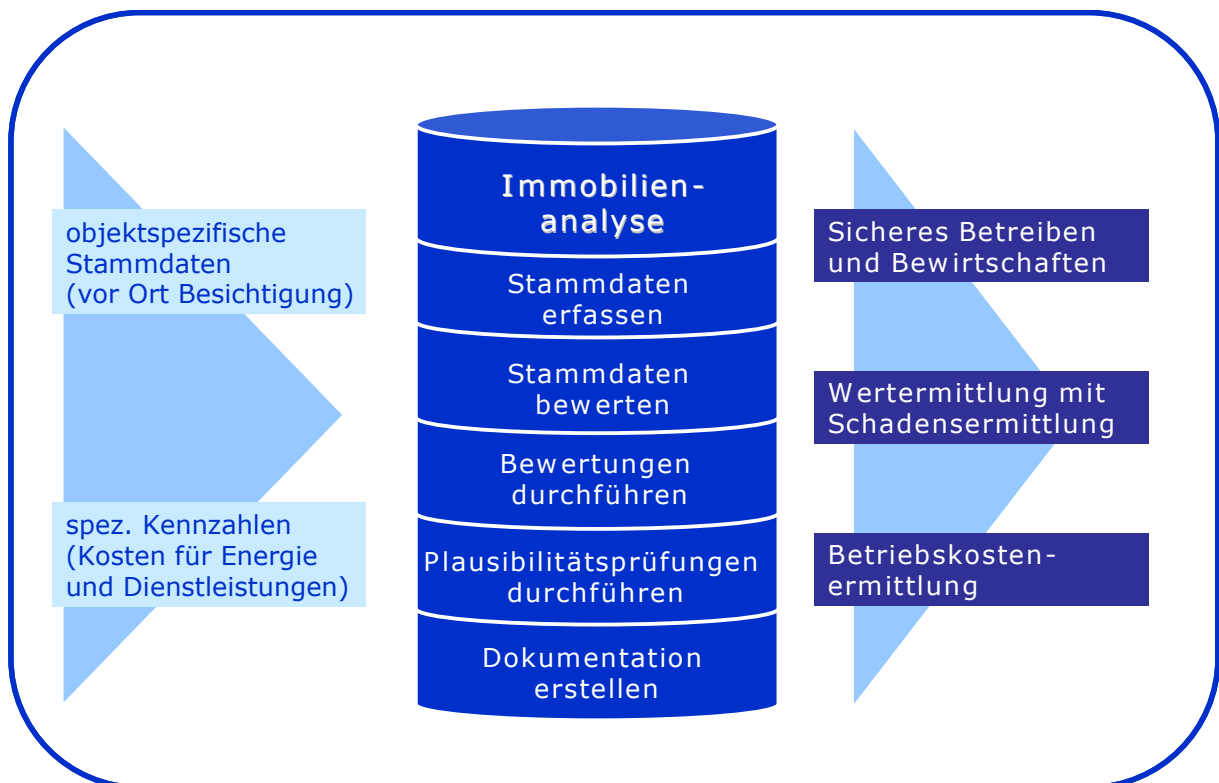 objektspezifische
Stammdaten
(vor Ort Besichtigung)
spez. Kennzahlen
(Kosten für Energie
und Dienstleistungen)
Immobilien-
analyse
Stammdaten
erfassen
Stammdaten
bewerten
Bewertungen
durchführen
Plausibilitätsprüfungen
durchführen
Dokumentation
erstellen
Sicheres Betreiben
und Bewirtschaften
Wertermittlung mit
Schadensermittlung
Betriebskosten-
ermittlung